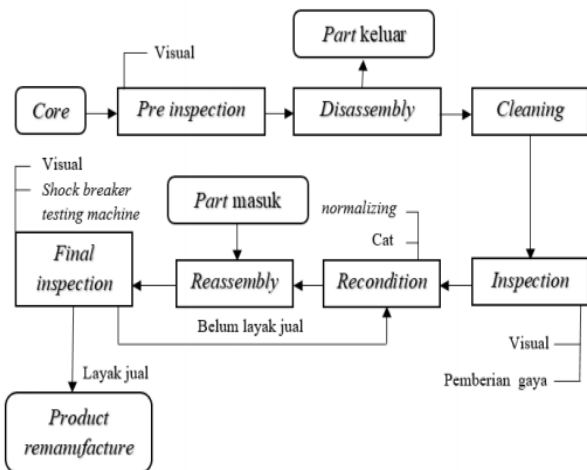 Part keluar
Visual
Core
Pre inspection
Disassembly
Cleaning
Visual
Shock breaker
testing machine
Part masuk
normalizing
Cat
Final
inspection
Reassembly
Recondition
Inspection
Belum layak jual
Visual
Pemberian gaya
Layak jual
Product
remanufacture